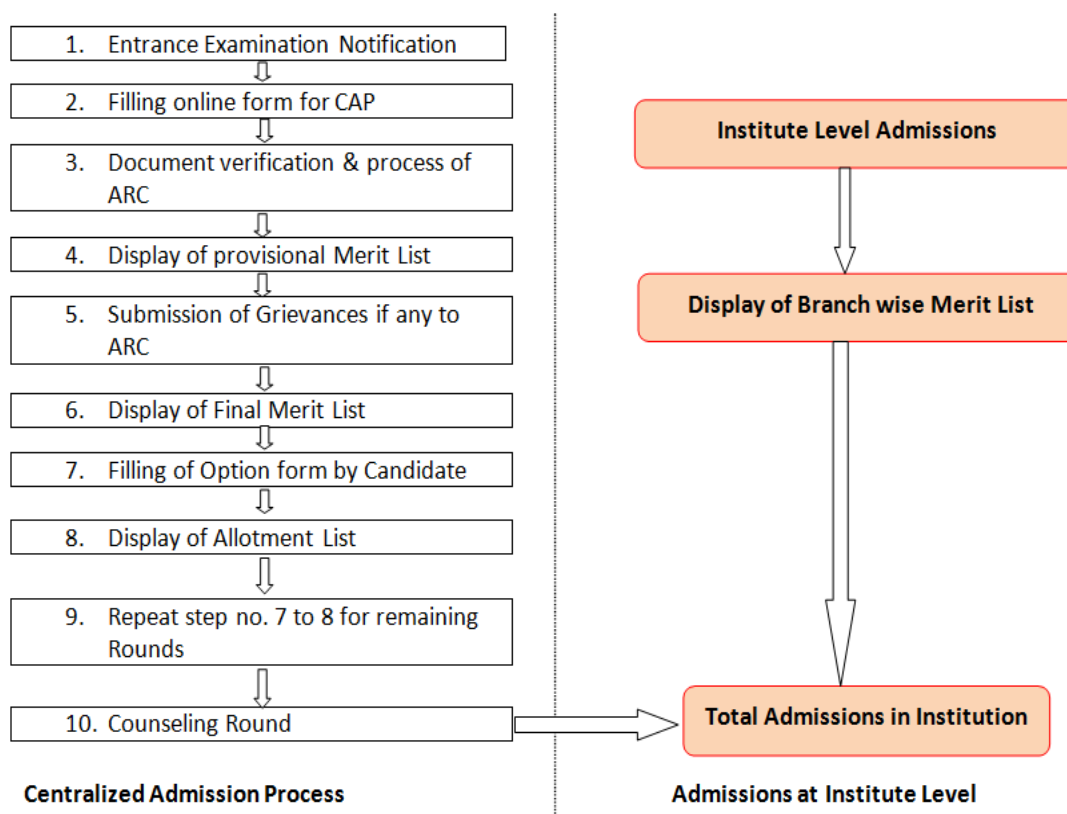 1. Entrance Examination Notification
2. Filling online form for CAP
3. Document verification & process of
ARC
4. Display of provisional Merit List
5. Submission of Grievances if any to
ARC
6. Display of Final Merit List
7. Filling of Option form by Candidate
8. Display of Allotment List
9. Repeat step no. 7 to 8 for remaining
Rounds
10. Counseling Round
Centralized Admission Process
Institute Level Admissions
Display of Branch wise Merit List
Total Admissions in Institution
Admissions at Institute Level